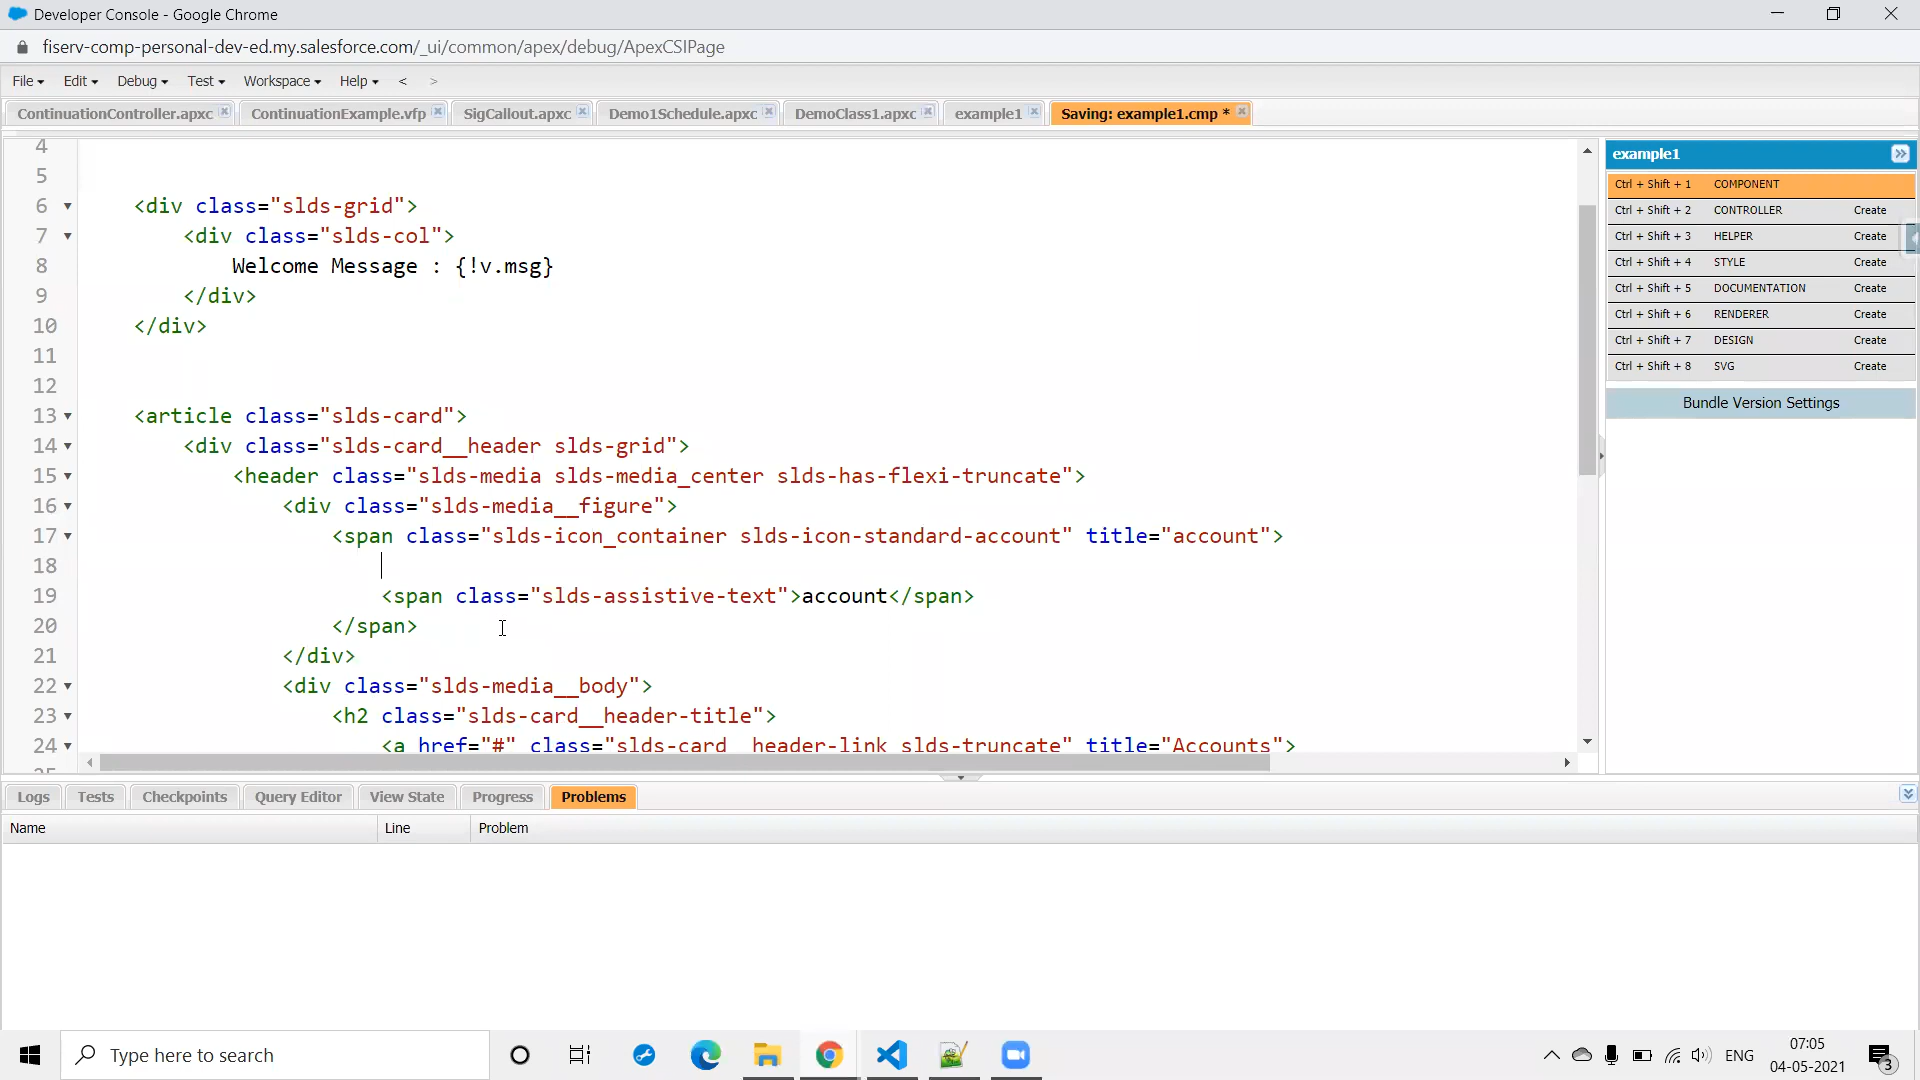 Developer Console - Google Chrome
fiserv-comp-personal-dev-ed.my.salesforce.com/_ui/common/apex/debug/ApexCSIPage
File Edit Debug Test Workspace Help < >
ContinuationController.apxc ContinuationExample.vfp SigCallout.apxc Demo1Schedule.apxc DemoClass1.apxc example1 Saving: example1.cmp *
4
5
6 <div class="slds-grid">
7 <div class="slds-col">
8 Welcome Message : {!v.msg}
9 </div>
10 </div>
11
12
13 <article class="slds-card">
14 <div class="slds-card__header slds-grid">
15 <header class="slds-media slds-media_center slds-has-flexi-truncate">
16 <div class="slds-media__figure">
17 <span class="slds-icon_container slds-icon-standard-account" title="account">
18
19 <span class="slds-assistive-text">account</span>
20 </span>
21 </div>
22 <div class="slds-media__body">
23 <h2 class="slds-card__header-title">
24 <a href="#" class="slds-card__header-link slds-truncate" title="Accounts">
example1
Ctrl + Shift + 1 COMPONENT
Ctrl + Shift + 2 CONTROLLER Create
Ctrl + Shift + 3 HELPER Create
Ctrl + Shift + 4 STYLE Create
Ctrl + Shift + 5 DOCUMENTATION Create
Ctrl + Shift + 6 RENDERER Create
Ctrl + Shift + 7 DESIGN Create
Ctrl + Shift + 8 SVG Create
Bundle Version Settings
Logs Tests Checkpoints Query Editor View State Progress Problems
Name Line Problem
Type here to search
ENG
07:05
04-05-2021
3